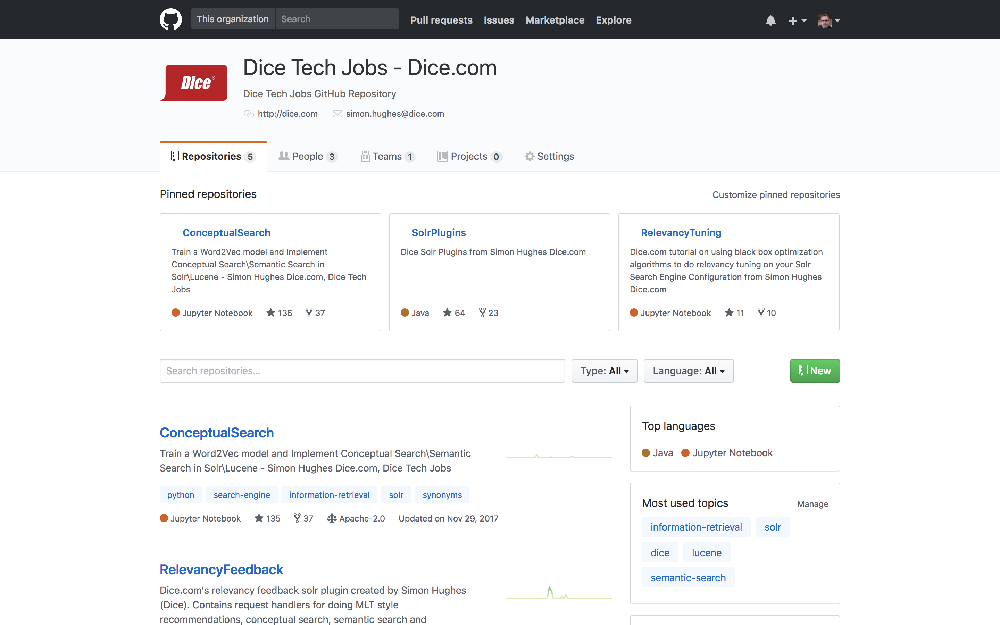 This organization Search Pull requests Issues Marketplace Explore
Dice®
Dice Tech Jobs - Dice.com
Dice Tech Jobs GitHub Repository
http://dice.com simon.hughes@dice.com
Repositories 5 People 3 Teams 1 Projects 0 Settings
Pinned repositories Customize pinned repositories
ConceptualSearch
Train a Word2Vec model and Implement
Conceptual Search\Semantic Search in
Solr\Lucene - Simon Hughes Dice.com, Dice Tech
Jobs
Jupyter Notebook 135 37
SolrPlugins
Dice Solr Plugins from Simon Hughes Dice.com
Java 64 23
RelevancyTuning
Dice.com tutorial on using black box optimization
algorithms to do relevancy tuning on your Solr
Search Engine Configuration from Simon Hughes
Dice.com
Jupyter Notebook 11 10
Search repositories... Type: All Language: All New
ConceptualSearch
Train a Word2Vec model and Implement Conceptual Search\Semantic
Search in Solr\Lucene - Simon Hughes Dice.com, Dice Tech Jobs
python search-engine information-retrieval solr synonyms
Jupyter Notebook 135 37 Apache-2.0 Updated on Nov 29, 2017
RelevancyFeedback
Dice.com's relevancy feedback solr plugin created by Simon Hughes
(Dice). Contains request handlers for doing MLT style
recommendations, conceptual search, semantic search and
Top languages
Java Jupyter Notebook
Most used topics Manage
information-retrieval solr
dice lucene
semantic-search